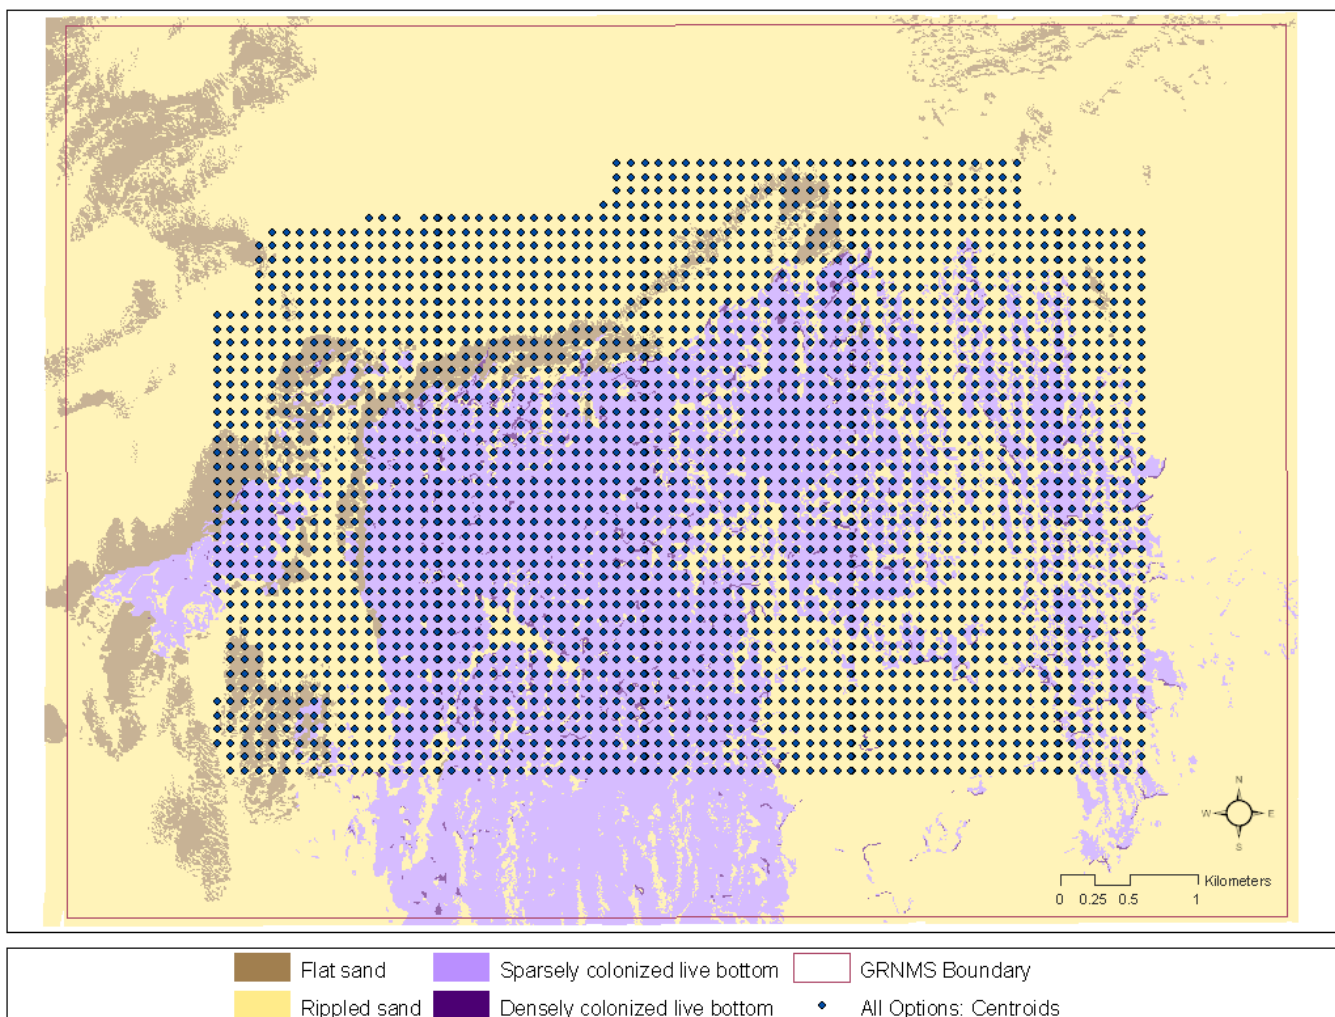 N
W E
S
Kilometers
0 0.25 0.5 1
Flat sand
Sparsely colonized live bottom
GRNMS Boundary
Rippled sand
Densely colonized live bottom
All Options: Centroids